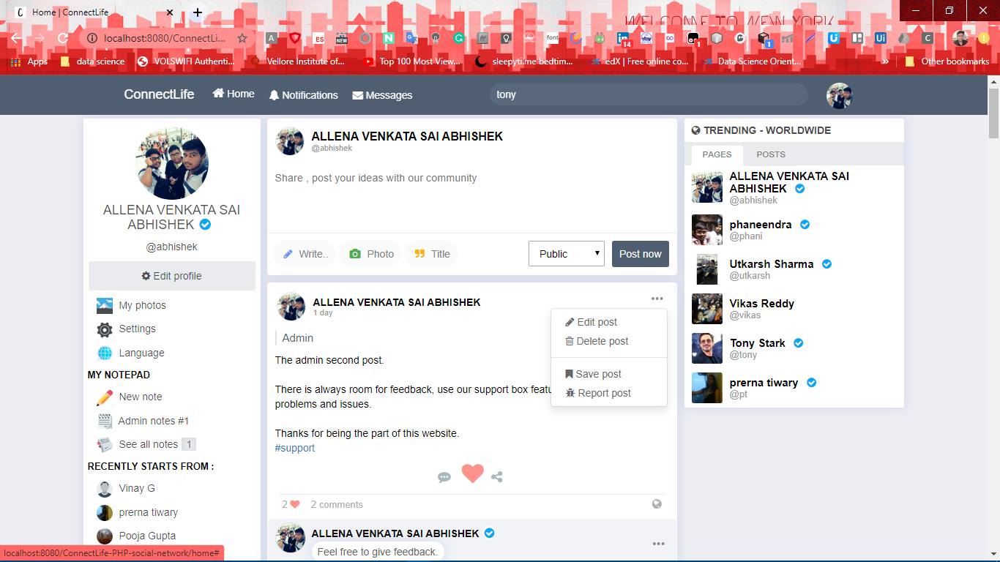 Home | ConnectLife
WELCOME TO NEW YORK
localhost:8080/ConnectLi...
Apps
data science
VOLSWIFI Authenti...
Vellore Institute of...
Top 100 Most View...
sleepyti.me bedtim...
edX | Free online co...
Data Science Orient...
Other bookmarks
ConnectLife
Home
Notifications
Messages
tony
ALLENA VENKATA SAI
ABHISHEK
@abhishek
Edit profile
My photos
Settings
Language
MY NOTEPAD
New note
Admin notes #1
See all notes 1
RECENTLY STARTS FROM :
Vinay G
prerna tiwary
Pooja Gupta
ALLENA VENKATA SAI ABHISHEK
@abhishek
Share , post your ideas with our community
Write..
Photo
Title
Public
Post now
ALLENA VENKATA SAI ABHISHEK
1 day
Edit post
Delete post
Save post
Report post
Admin
The admin second post.
There is always room for feedback, use our support box featu
problems and issues.
Thanks for being the part of this website.
#support
2
2 comments
ALLENA VENKATA SAI ABHISHEK
Feel free to give feedback.
TRENDING - WORLDWIDE
PAGES
POSTS
ALLENA VENKATA SAI
ABHISHEK
@abhishek
phaneendra
@phani
Utkarsh Sharma
@utkarsh
Vikas Reddy
@vikas
Tony Stark
@tony
prerna tiwary
@pt
localhost:8080/ConnectLife-PHP-social-network/home#